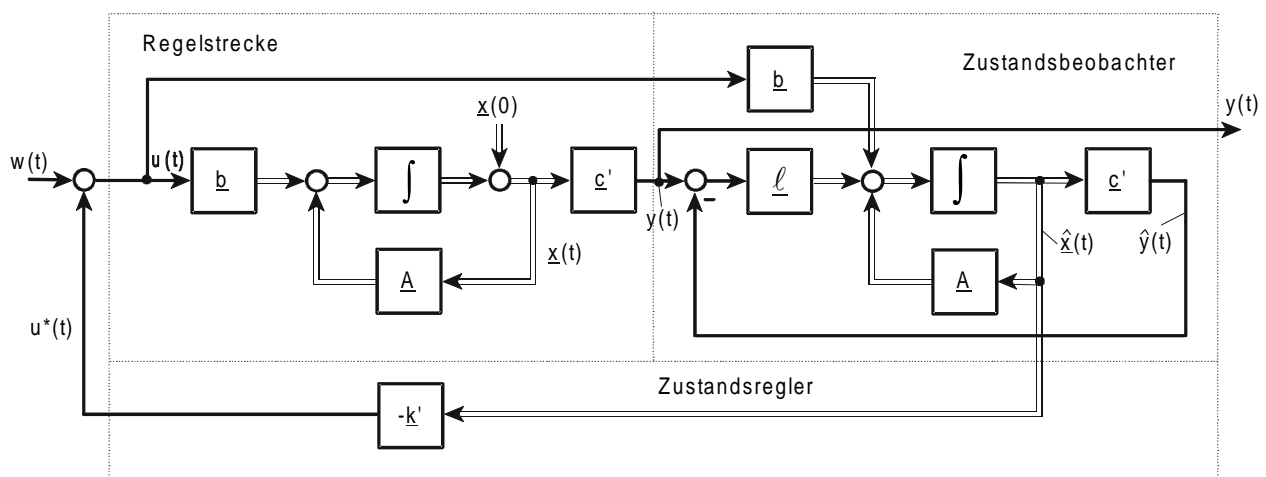 Regelstrecke
Zustandsbeobachter
b
x(0)
y(t)
w(t)
u(t)
b
∫
c'
y(t)
-
ℓ
∫
c'
x(t)
x̂(t)
ŷ(t)
A
A
u*(t)
Zustandsregler
-k'